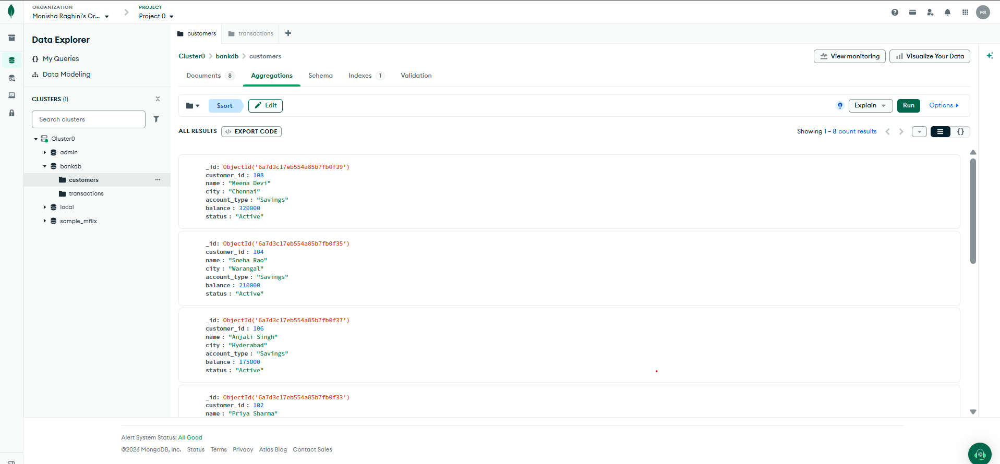 ORGANIZATION
Monisha Raghini's Or...
PROJECT
Project 0
MR
Data Explorer
My Queries
Data Modeling
CLUSTERS (1)
Search clusters
Cluster0
admin
bankdb
customers
transactions
local
sample_mflix
customers
transactions
Cluster0 > bankdb > customers
View monitoring
Visualize Your Data
Documents 8
Aggregations
Schema
Indexes 1
Validation
$sort
Edit
Explain
Run
Options
ALL RESULTS
EXPORT CODE
Showing 1 – 8 count results
{}
_id: ObjectId('6a7d3c17eb554a85b7fb0f39')
customer_id : 108
name : "Meena Devi"
city : "Chennai"
account_type : "Savings"
balance : 320000
status : "Active"
_id: ObjectId('6a7d3c17eb554a85b7fb0f35')
customer_id : 104
name : "Sneha Rao"
city : "Warangal"
account_type : "Savings"
balance : 210000
status : "Active"
_id: ObjectId('6a7d3c17eb554a85b7fb0f37')
customer_id : 106
name : "Anjali Singh"
city : "Hyderabad"
account_type : "Savings"
balance : 175000
status : "Active"
_id: ObjectId('6a7d3c17eb554a85b7fb0f33')
customer_id : 102
name : "Priya Sharma"
Alert System Status: All Good
©2026 MongoDB, Inc. Status Terms Privacy Atlas Blog Contact Sales